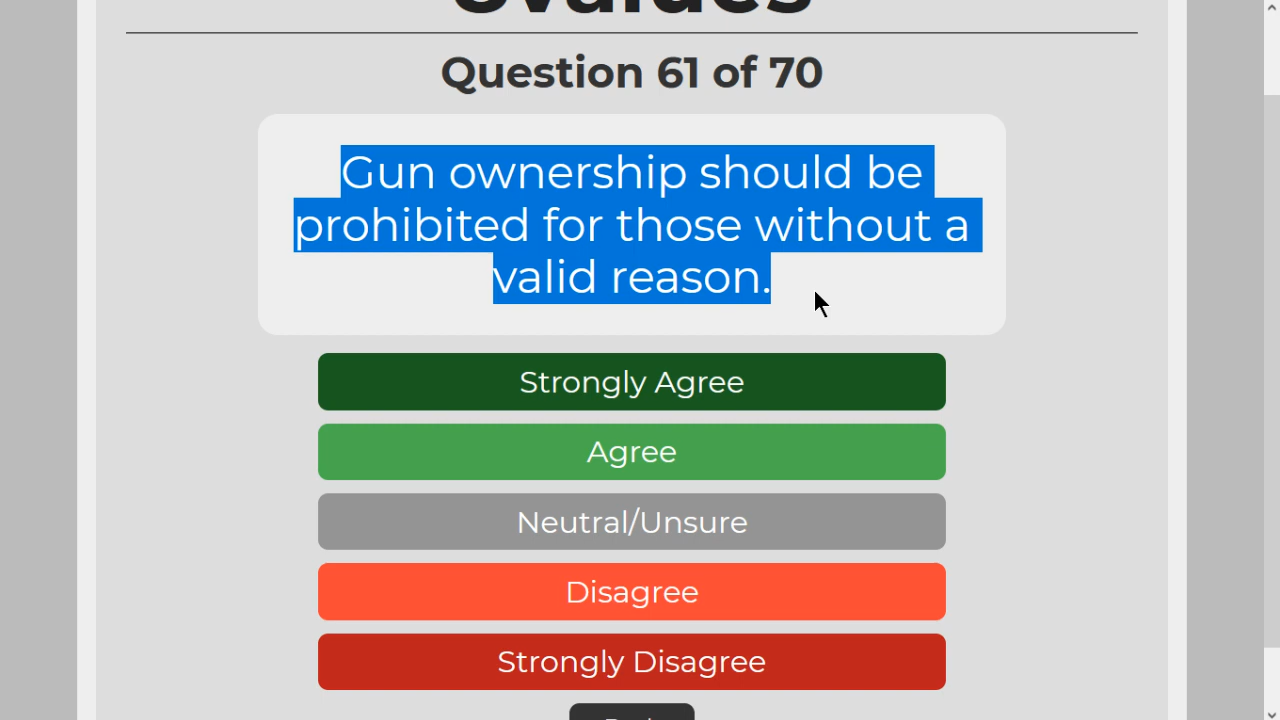 Question 61 of 70
Gun ownership should be
prohibited for those without a
valid reason.
Strongly Agree
Agree
Neutral/Unsure
Disagree
Strongly Disagree